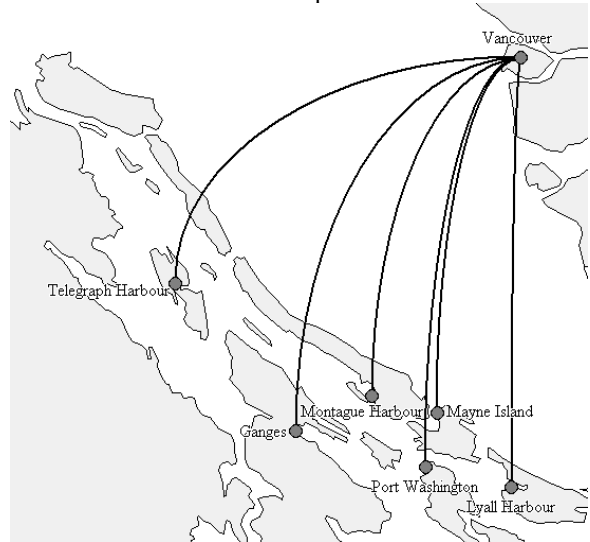 Vancouver
Telegraph Harbour
Montague Harbour
Mayne Island
Ganges
Port Washington
Lyall Harbour